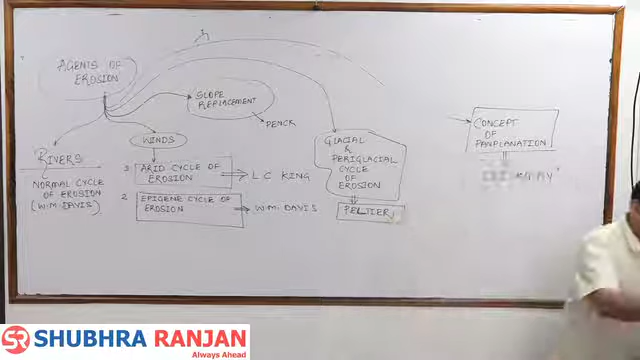 AGENTS OF
EROSION
RIVERS
NORMAL CYCLE
OF EROSION
(W.M. DAVIS)
WINDS
ARID CYCLE OF
EROSION
L C KING
2 EPIGENE CYCLE OF
EROSION
W.M. DAVIS
SLOPE
REPLACEMENT
PENCK
GLACIAL
&
PERIGLACIAL
CYCLE
OF
EROSION
PELTIER
CONCEPT
OF
PANPLANATION
SR SHUBHRA RANJAN
Always Ahead